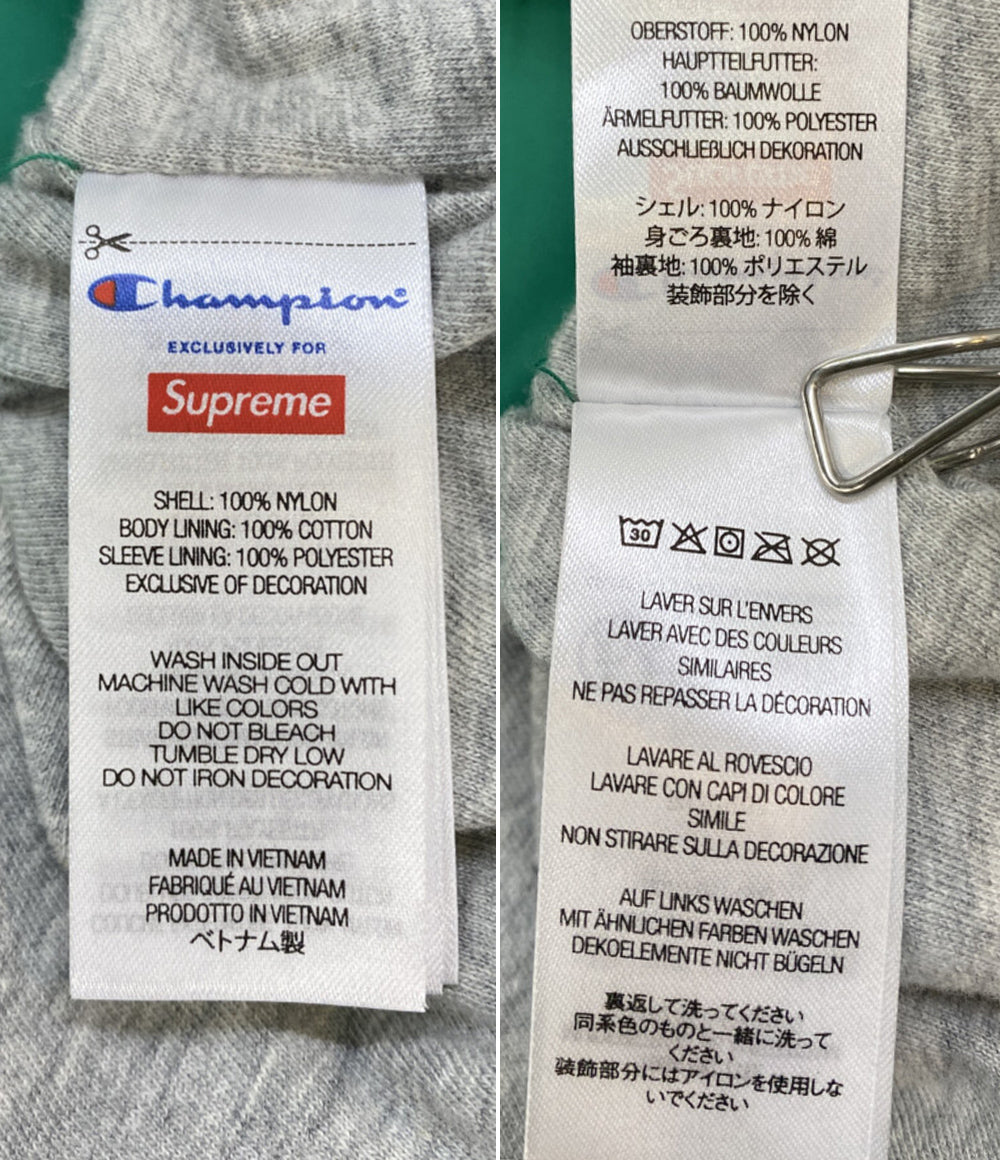 Champion®
EXCLUSIVELY FOR
Supreme
SHELL: 100% NYLON
BODY LINING: 100% COTTON
SLEEVE LINING: 100% POLYESTER
EXCLUSIVE OF DECORATION
WASH INSIDE OUT
MACHINE WASH COLD WITH
LIKE COLORS
DO NOT BLEACH
TUMBLE DRY LOW
DO NOT IRON DECORATION
MADE IN VIETNAM
FABRIQUÉ AU VIETNAM
PRODOTTO IN VIETNAM
ベトナム製
OBERSTOFF: 100% NYLON
HAUPTTEILFUTTER:
100% BAUMWOLLE
ÄRMELFUTTER: 100% POLYESTER
AUSSCHLIEßLICH DEKORATION
シェル: 100% ナイロン
身ごろ裏地: 100% 綿
袖裏地: 100% ポリエステル
装飾部分を除く
30
LAVER SUR L'ENVERS
LAVER AVEC DES COULEURS
SIMILAIRES
NE PAS REPASSER LA DÉCORATION
LAVARE AL ROVESCIO
LAVARE CON CAPI DI COLORE
SIMILE
NON STIRARE SULLA DECORAZIONE
AUF LINKS WASCHEN
MIT ÄHNLICHEN FARBEN WASCHEN
DEKOELEMENTE NICHT BÜGELN
裏返して洗ってください
同系色のものと一緒に洗って
ください
装飾部分にはアイロンを使用しな
いでください